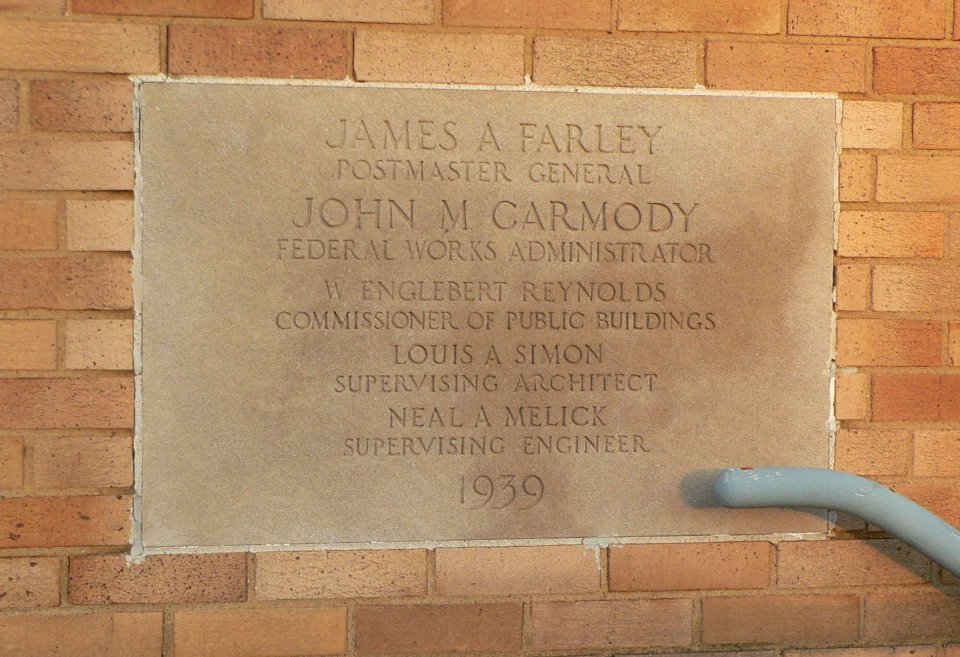 JAMES A FARLEY
POSTMASTER GENERAL
JOHN M CARMODY
FEDERAL WORKS ADMINISTRATOR
W ENGLEBERT REYNOLDS
COMMISSIONER OF PUBLIC BUILDINGS
LOUIS A SIMON
SUPERVISING ARCHITECT
NEAL A MELICK
SUPERVISING ENGINEER
1939